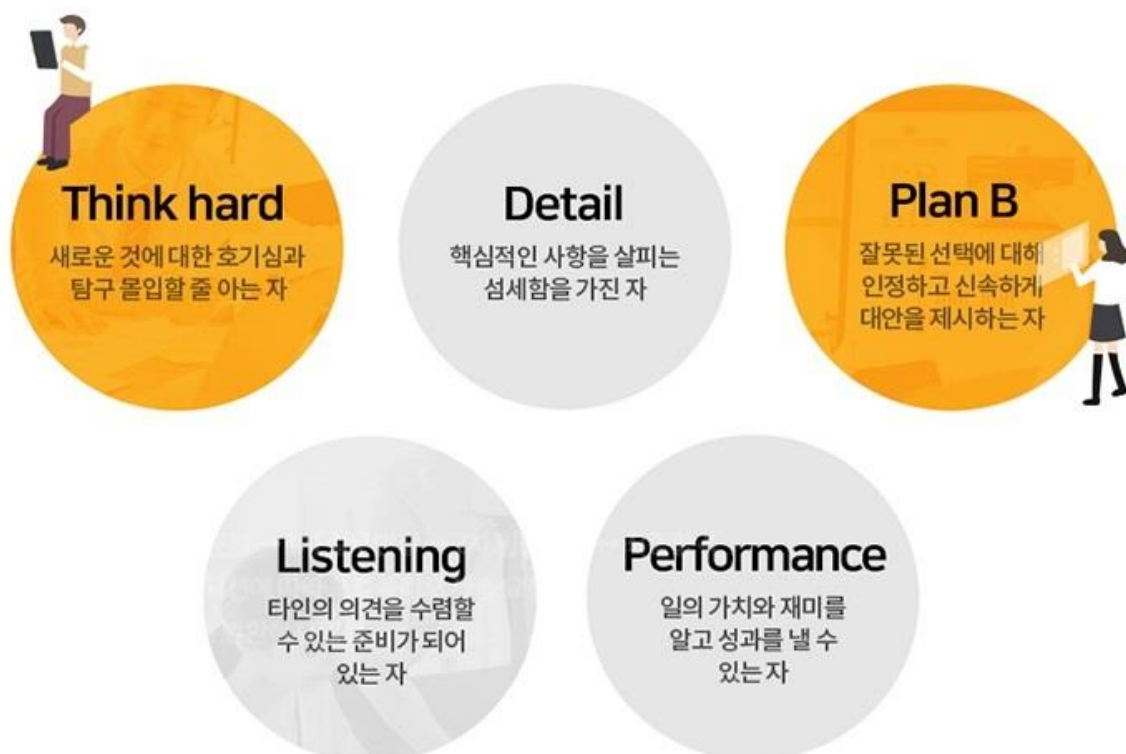 Think hard
새로운 것에 대한 호기심과
탐구 몰입할 줄 아는 자
Detail
핵심적인 사항을 살피는
섬세함을 가진 자
Plan B
잘못된 선택에 대해
인정하고 신속하게
대안을 제시하는 자
Listening
타인의 의견을 수렴할
수 있는 준비가 되어
있는 자
Performance
일의 가치와 재미를
알고 성과를 낼 수
있는 자